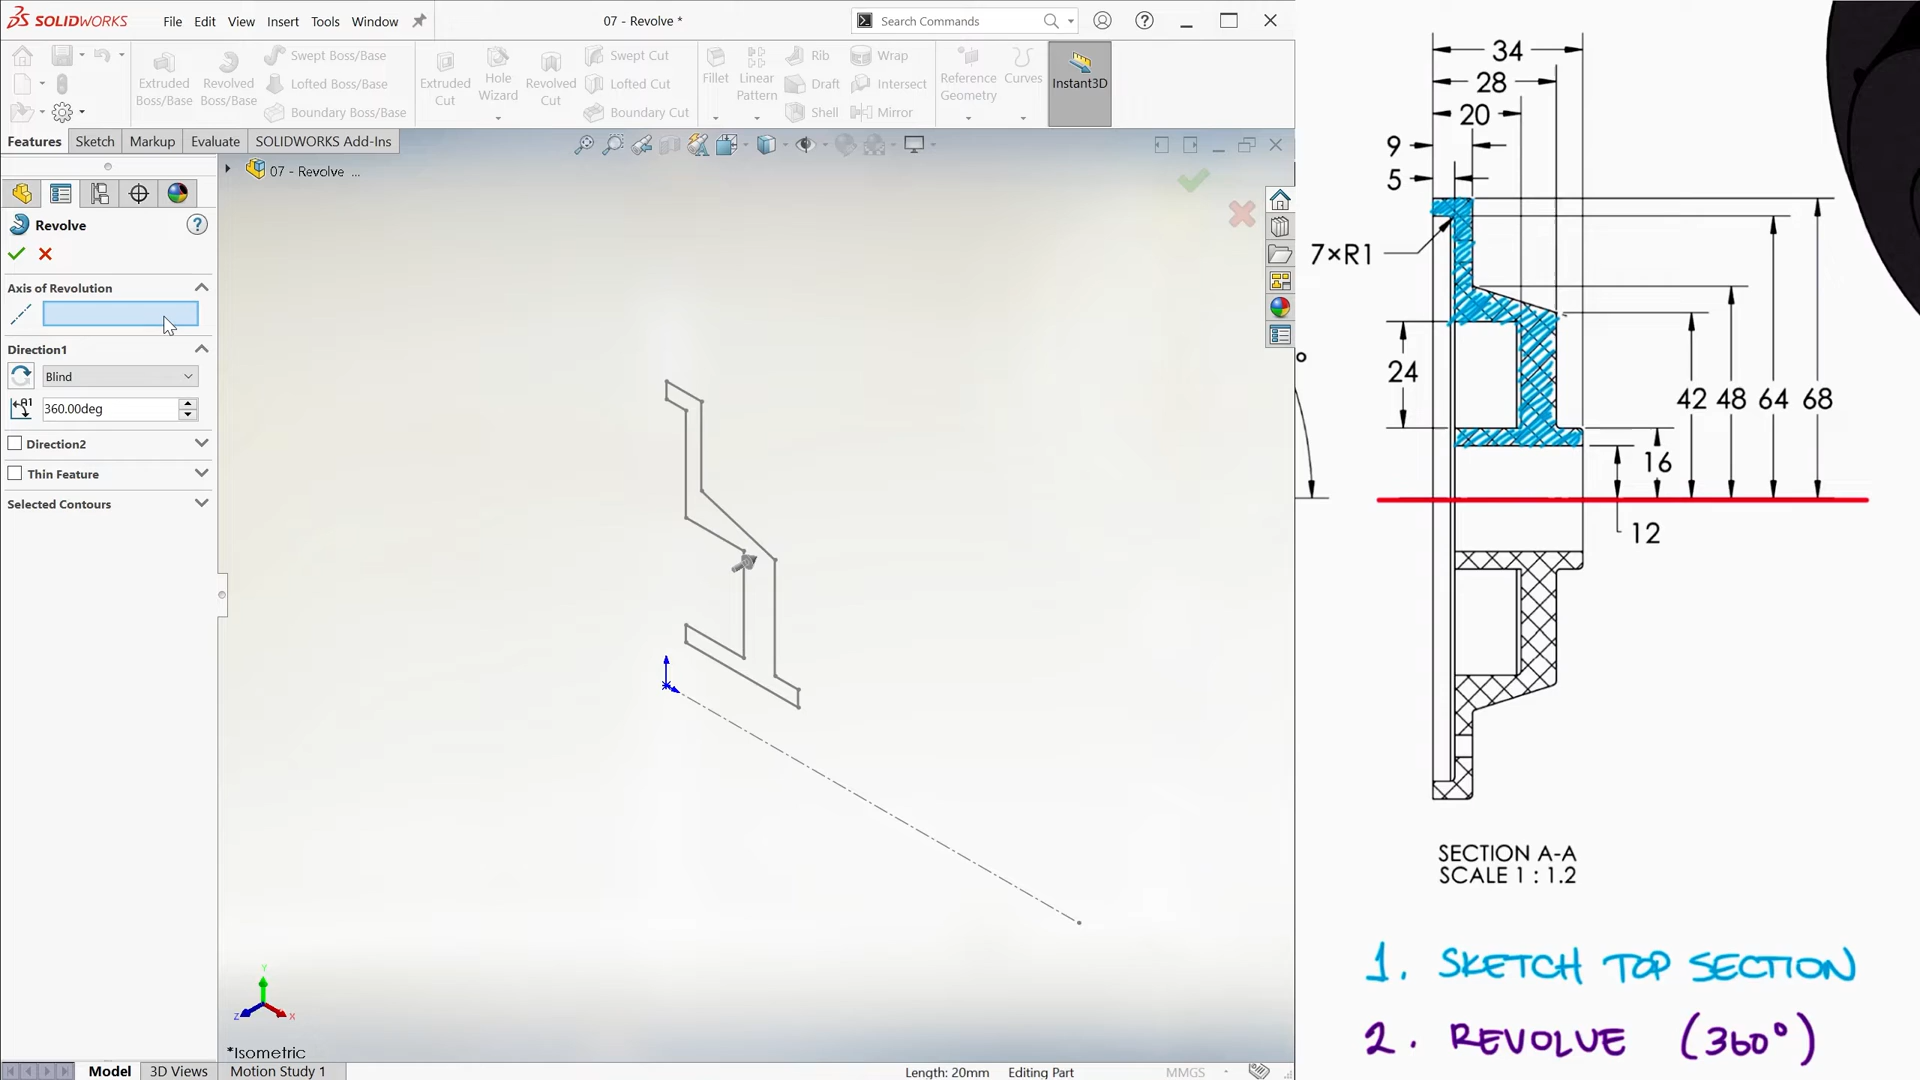 SOLIDWORKS
File Edit View Insert Tools Window
07 - Revolve *
Search Commands
Extruded Boss/Base
Revolved Boss/Base
Swept Boss/Base
Lofted Boss/Base
Boundary Boss/Base
Extruded Cut
Hole Wizard
Revolved Cut
Swept Cut
Lofted Cut
Boundary Cut
Fillet
Linear Pattern
Rib
Draft
Shell
Wrap
Intersect
Mirror
Reference Geometry
Curves
Instant3D
Features Sketch Markup Evaluate SOLIDWORKS Add-Ins
07 - Revolve ...
Revolve
?
Axis of Revolution
Direction1
Blind
360.00deg
Direction2
Thin Feature
Selected Contours
Y
Z
X
*Isometric
Model 3D Views Motion Study 1
Length: 20mm Editing Part MMGS
34
28
20
9
5
7×R1
°
24
42 48 64 68
16
12
SECTION A-A
SCALE 1 : 1.2
1. SKETCH TOP SECTION
2. REVOLVE (360°)